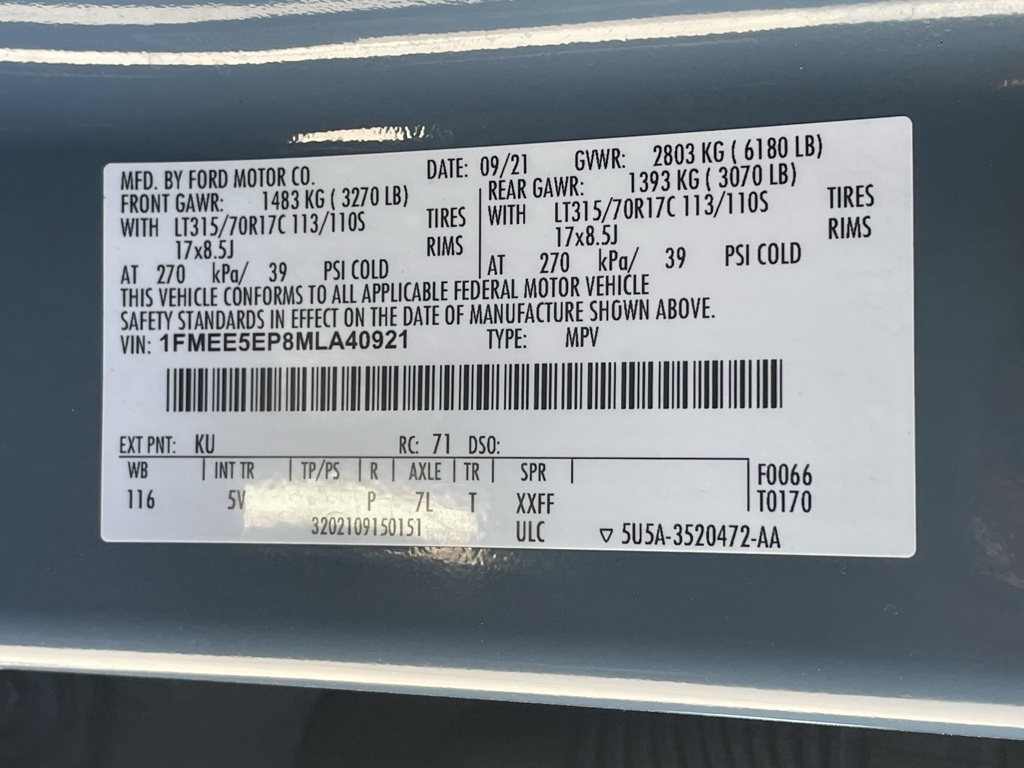 MFD. BY FORD MOTOR CO. DATE: 09/21 GVWR: 2803 KG ( 6180 LB)
FRONT GAWR: 1483 KG ( 3270 LB) REAR GAWR: 1393 KG ( 3070 LB)
WITH LT315/70R17C 113/110S TIRES WITH LT315/70R17C 113/110S TIRES
17x8.5J RIMS 17x8.5J RIMS
AT 270 kPa/ 39 PSI COLD AT 270 kPa/ 39 PSI COLD
THIS VEHICLE CONFORMS TO ALL APPLICABLE FEDERAL MOTOR VEHICLE
SAFETY STANDARDS IN EFFECT ON THE DATE OF MANUFACTURE SHOWN ABOVE.
VIN: 1FMEE5EP8MLA40921 TYPE: MPV
EXT PNT: KU RC: 71 DSO:
WB INT TR TP/PS R AXLE TR SPR F0066
116 5V P 7L T XXFF T0170
3202109150151 ULC ▽ 5U5A-3520472-AA